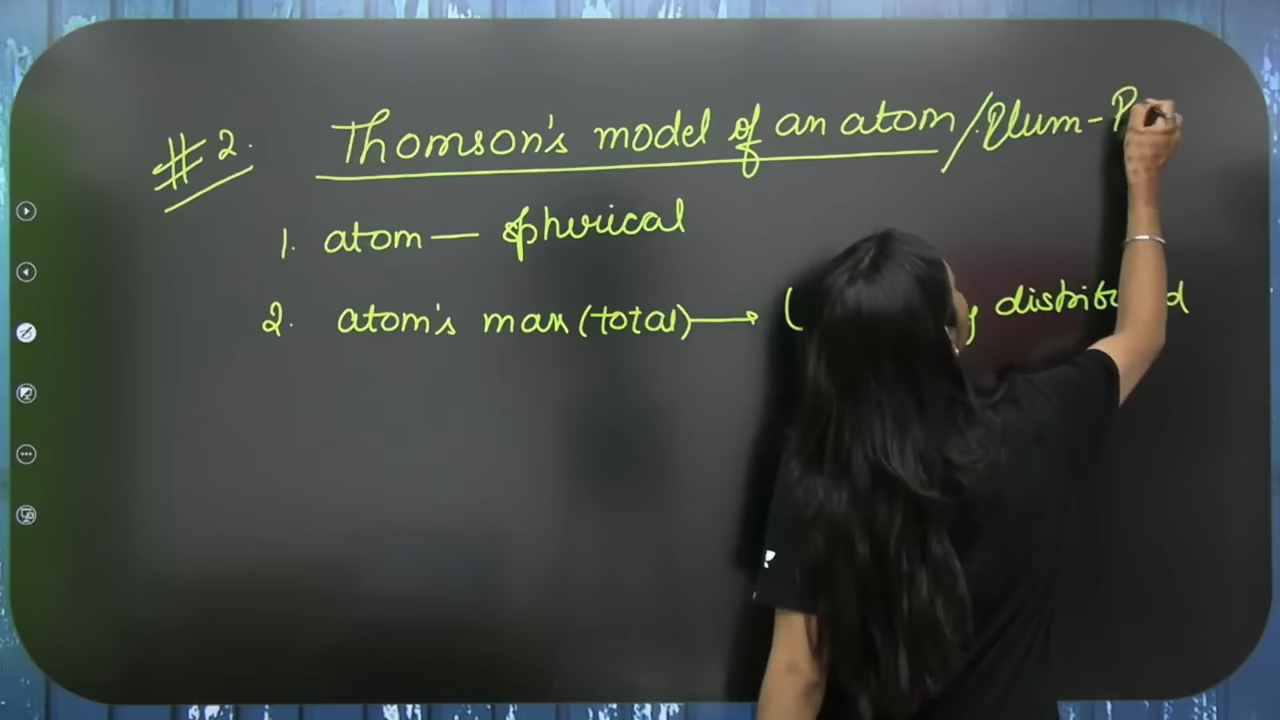 #2. Thomson's model of an atom/Plum-P
1. atom — spherical
2. atom's mass (total) → distributed